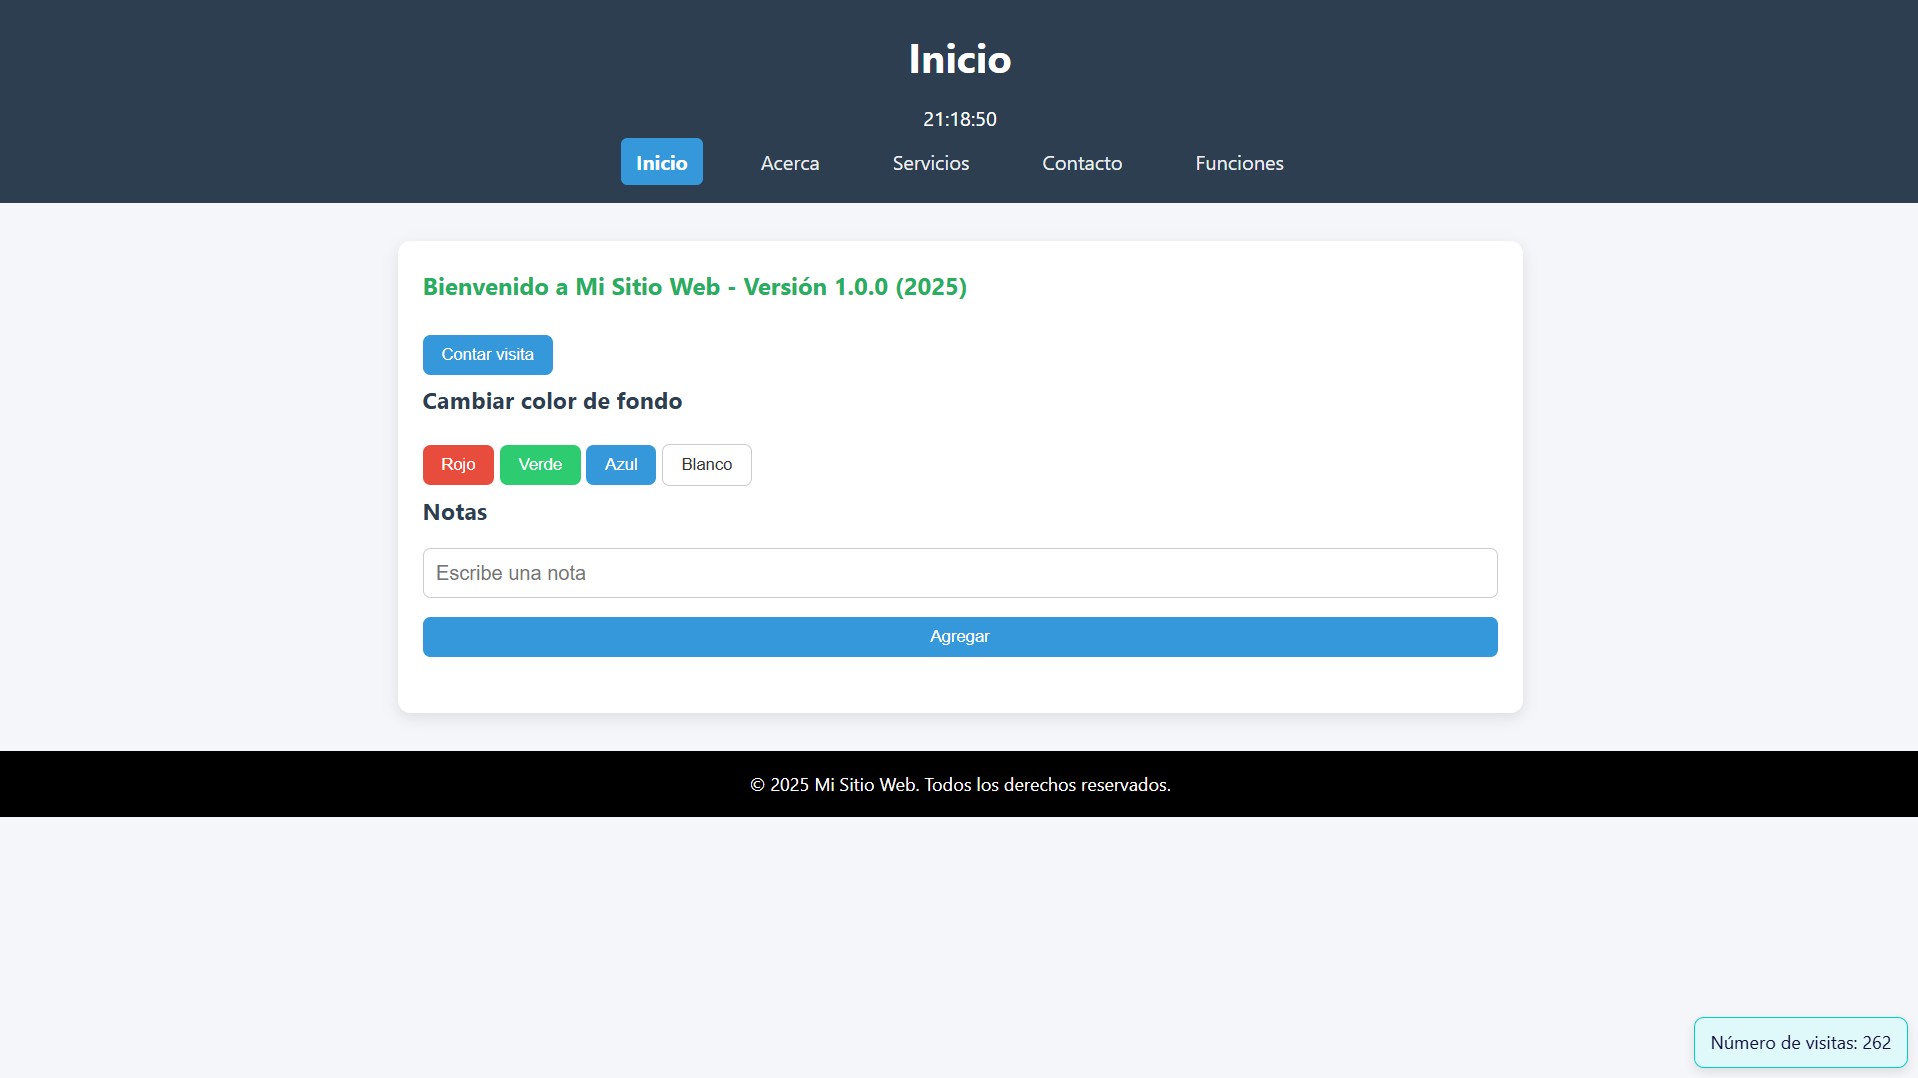 Inicio
21:18:50
Inicio Acerca Servicios Contacto Funciones
Bienvenido a Mi Sitio Web - Versión 1.0.0 (2025)
Contar visita
Cambiar color de fondo
Rojo Verde Azul Blanco
Notas
Escribe una nota
Agregar
© 2025 Mi Sitio Web. Todos los derechos reservados.
Número de visitas: 262